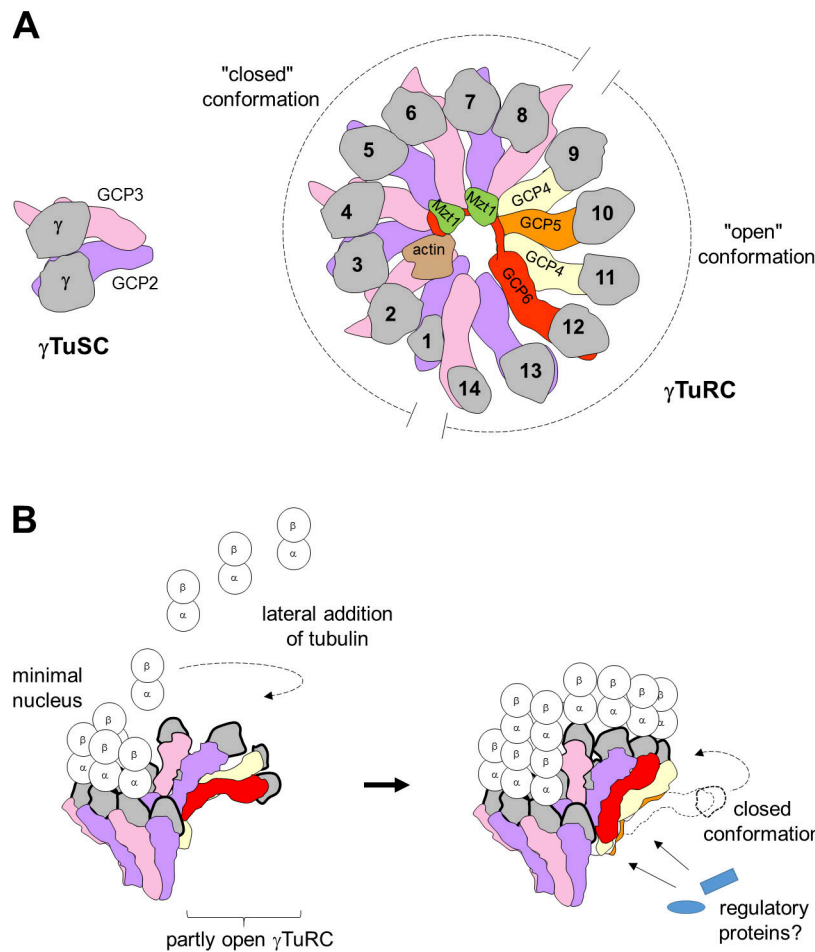 A
"closed"
conformation
6
7
8
5
9
GCP3
γ
γ
GCP2
γTuSC
4
Mzt1
Mzt1
GCP4
GCP5
10
"open"
conformation
3
actin
GCP4
11
2
GCP6
12
1
14
13
γTuRC
B
β
α
β
α
β
α
lateral addition
of tubulin
minimal
nucleus
β
α
β
β
β
α
α
α
partly open γTuRC
β
β
β
β
β
β
α
α
α
α
α
α
β
β
β
α
α
α
closed
conformation
regulatory
proteins?